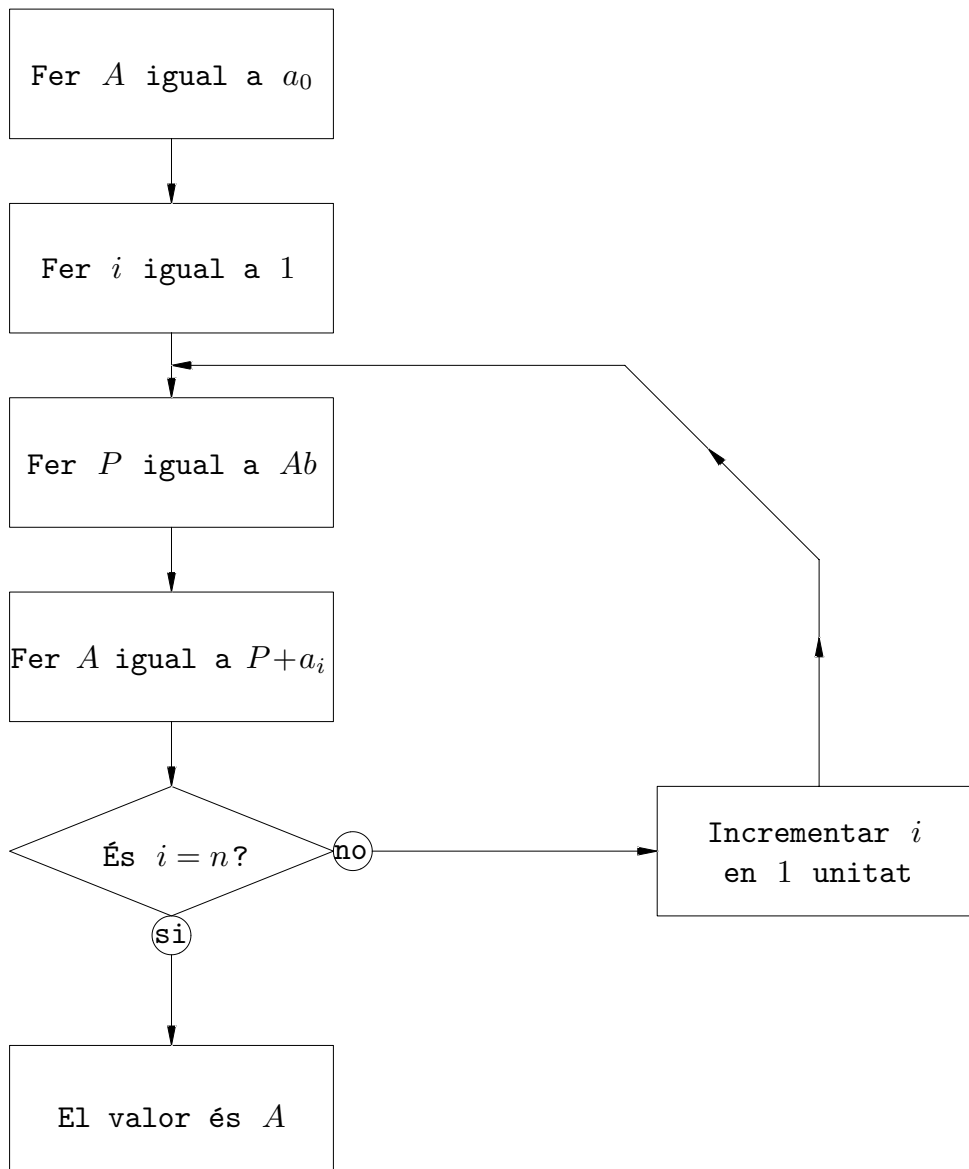 Fer A igual a a₀
Fer i igual a 1
Fer P igual a Ab
Fer A igual a P+aᵢ
És i = n?
no
Incrementar i
en 1 unitat
si
El valor és A